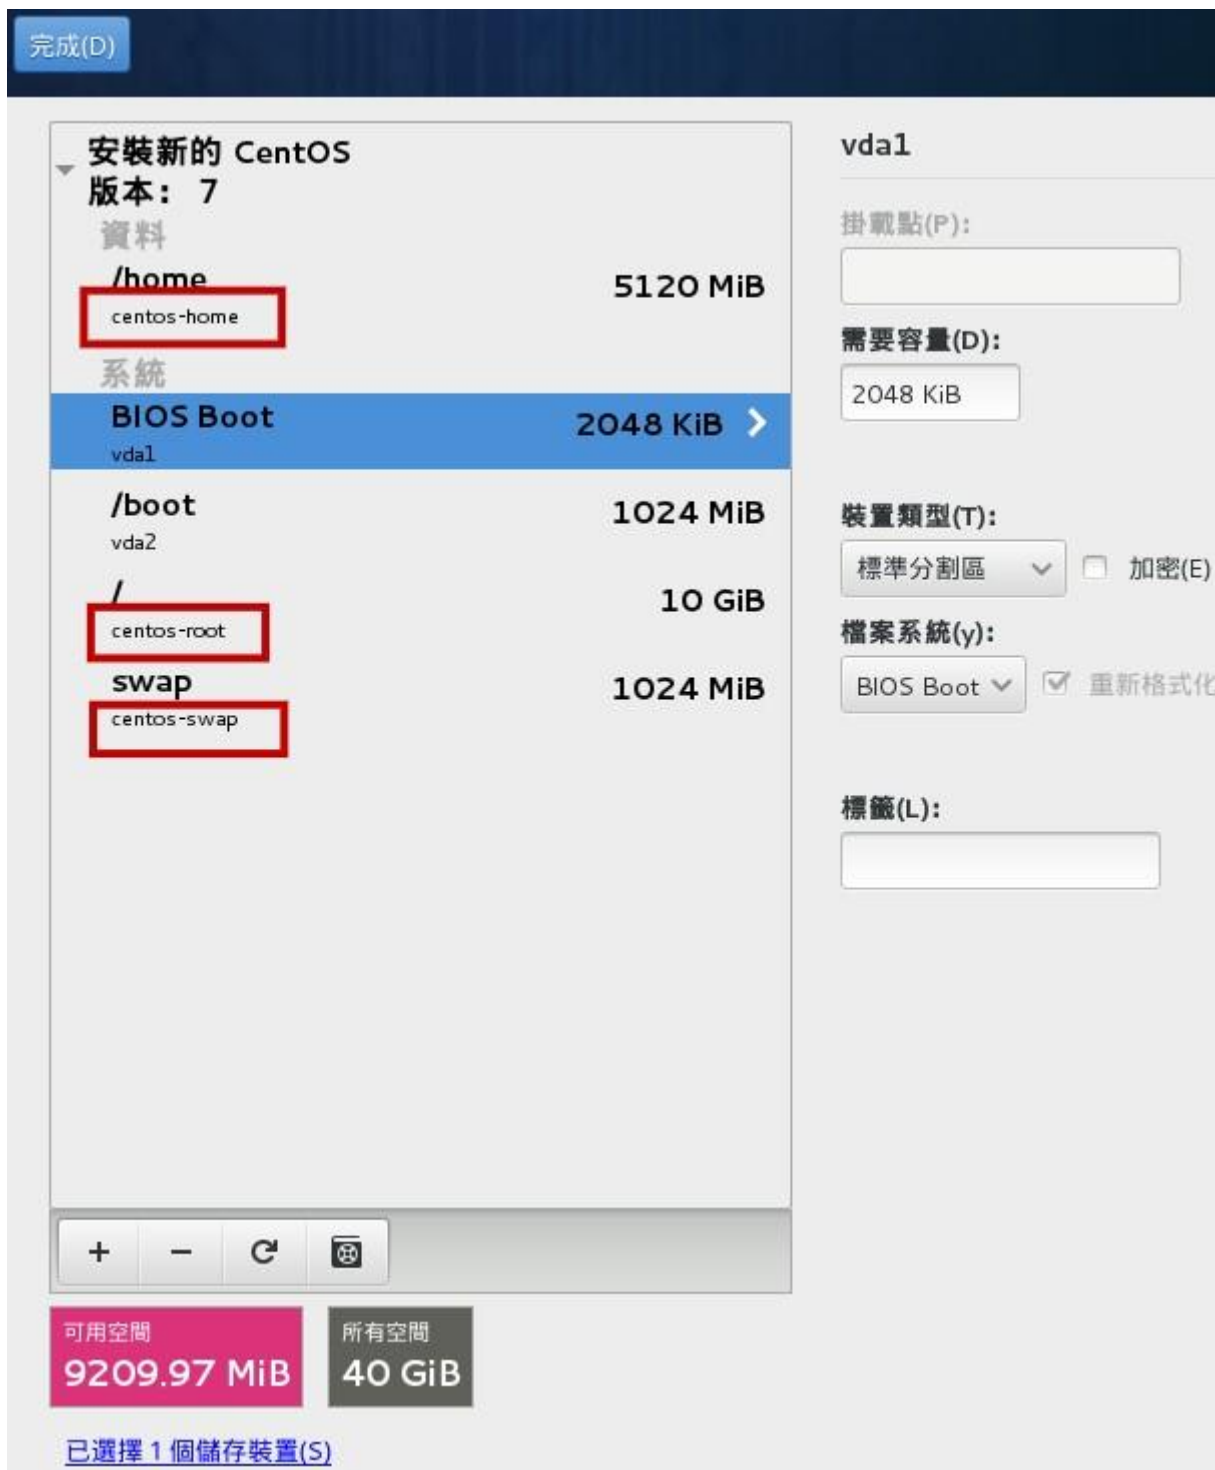 完成(D)
安裝新的 CentOS
版本： 7
資料
/home
5120 MiB
centos-home
系統
BIOS Boot
2048 KiB
vda1
/boot
1024 MiB
vda2
/
10 GiB
centos-root
swap
1024 MiB
centos-swap
可用空間
9209.97 MiB
所有空間
40 GiB
已選擇 1 個儲存裝置(S)
vda1
掛載點(P):
需要容量(D):
2048 KiB
裝置類型(T):
標準分割區
加密(E)
檔案系統(y):
BIOS Boot
重新格式化
標籤(L):